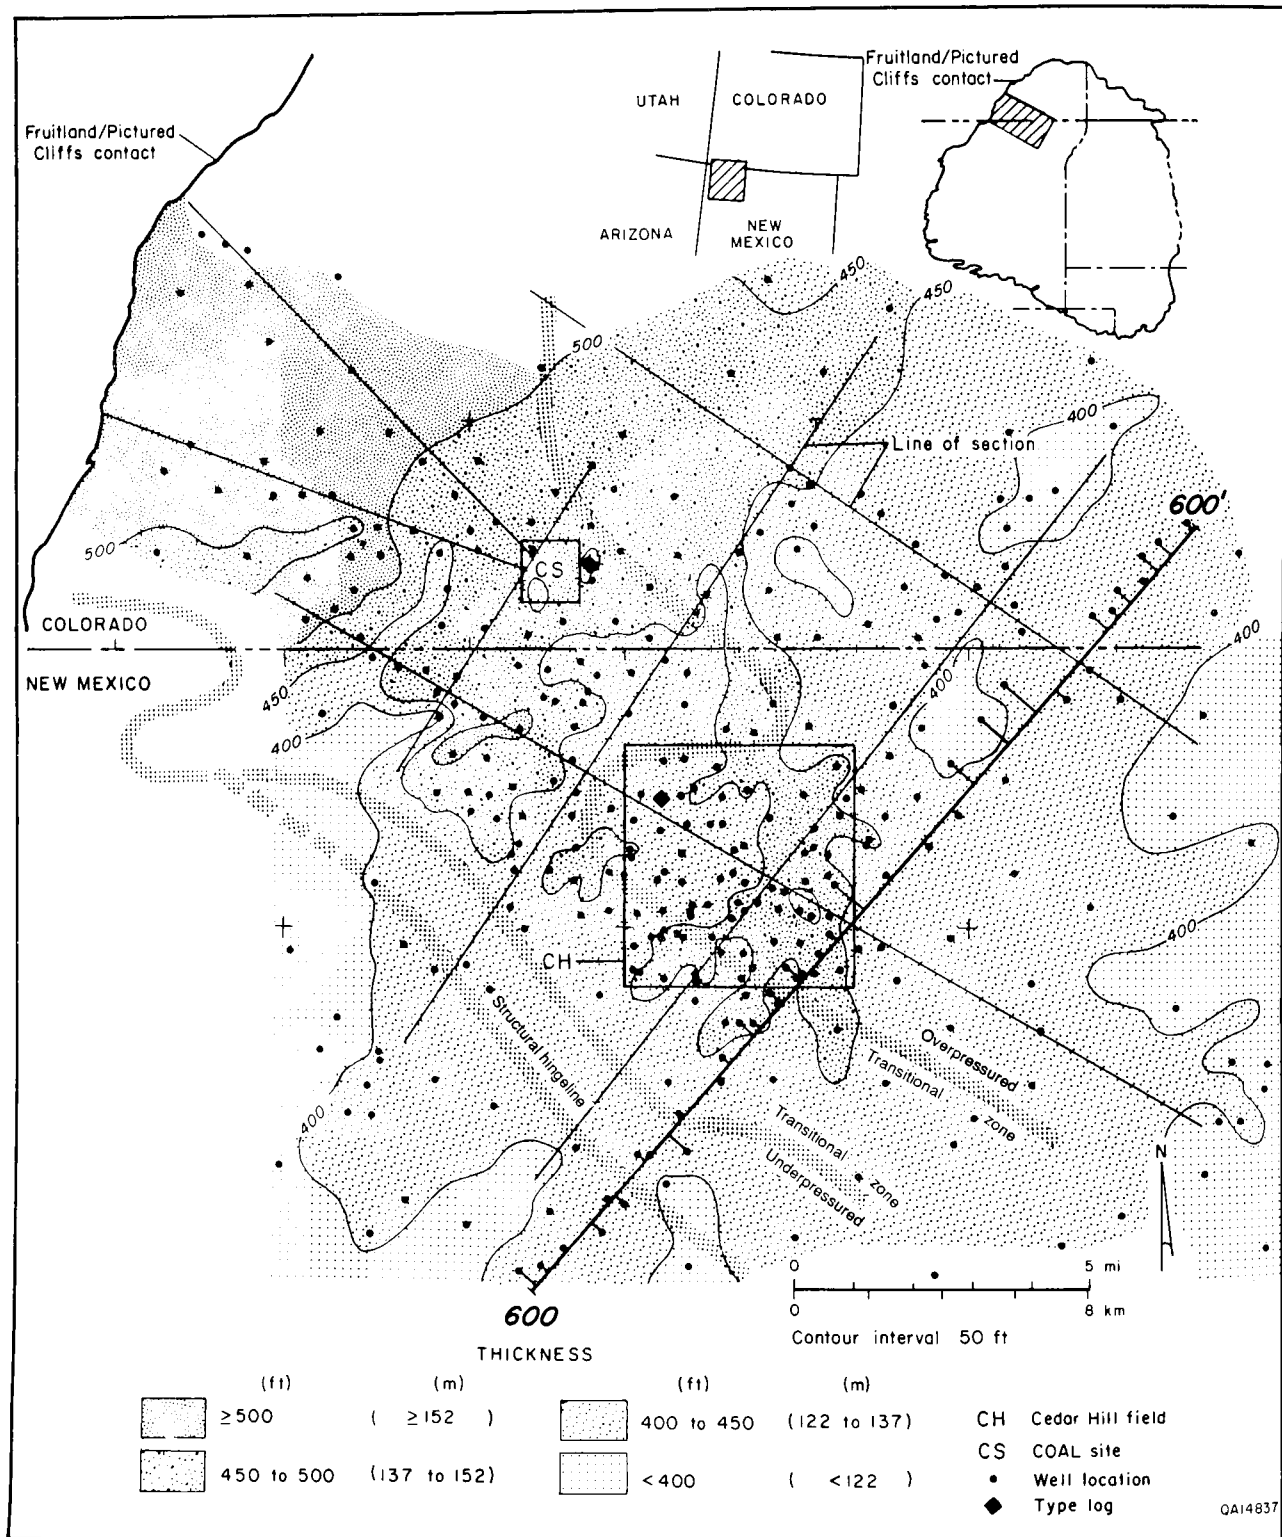 Fruitland/Pictured
Cliffs contact
UTAH
COLORADO
ARIZONA
NEW
MEXICO
Fruitland/Pictured
Cliffs contact
450
450
500
400
Line of section
600'
500
CS
COLORADO
NEW MEXICO
400
450
400
400
400
CH
Structural hingeline
Overpressured
Transitional zone
Transitional zone
Underpressured
400
N
600
0 5 mi
0 8 km
Contour interval 50 ft
THICKNESS
(ft) (m) (ft) (m)
≥500 ( ≥152 ) 400 to 450 (122 to 137) CH Cedar Hill field
CS COAL site
450 to 500 (137 to 152) <400 ( <122 ) Well location
Type log
QA14837